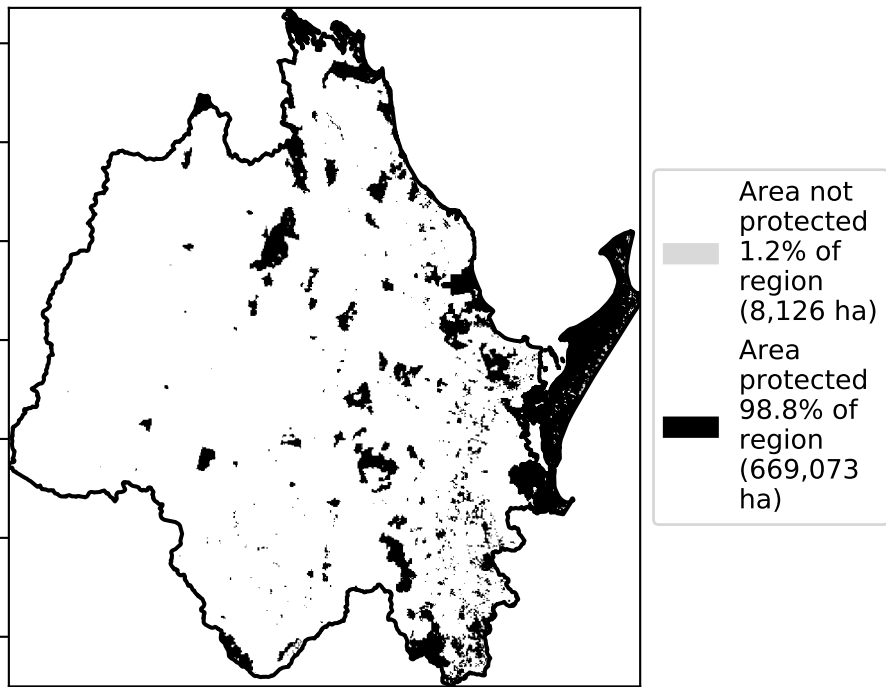 Area not
protected
1.2% of
region
(8,126 ha)
Area
protected
98.8% of
region
(669,073
ha)